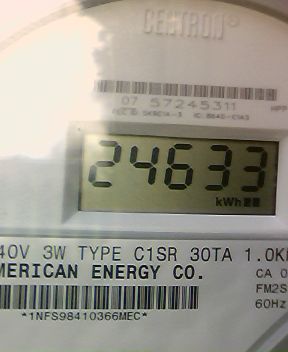 CENTRON®
07 57245311
24633
kWh
40V 3W TYPE C1SR 30TA 1.0K
MERICAN ENERGY CO.
CA 0
FM2S
60Hz
*1NFS98410366MEC*